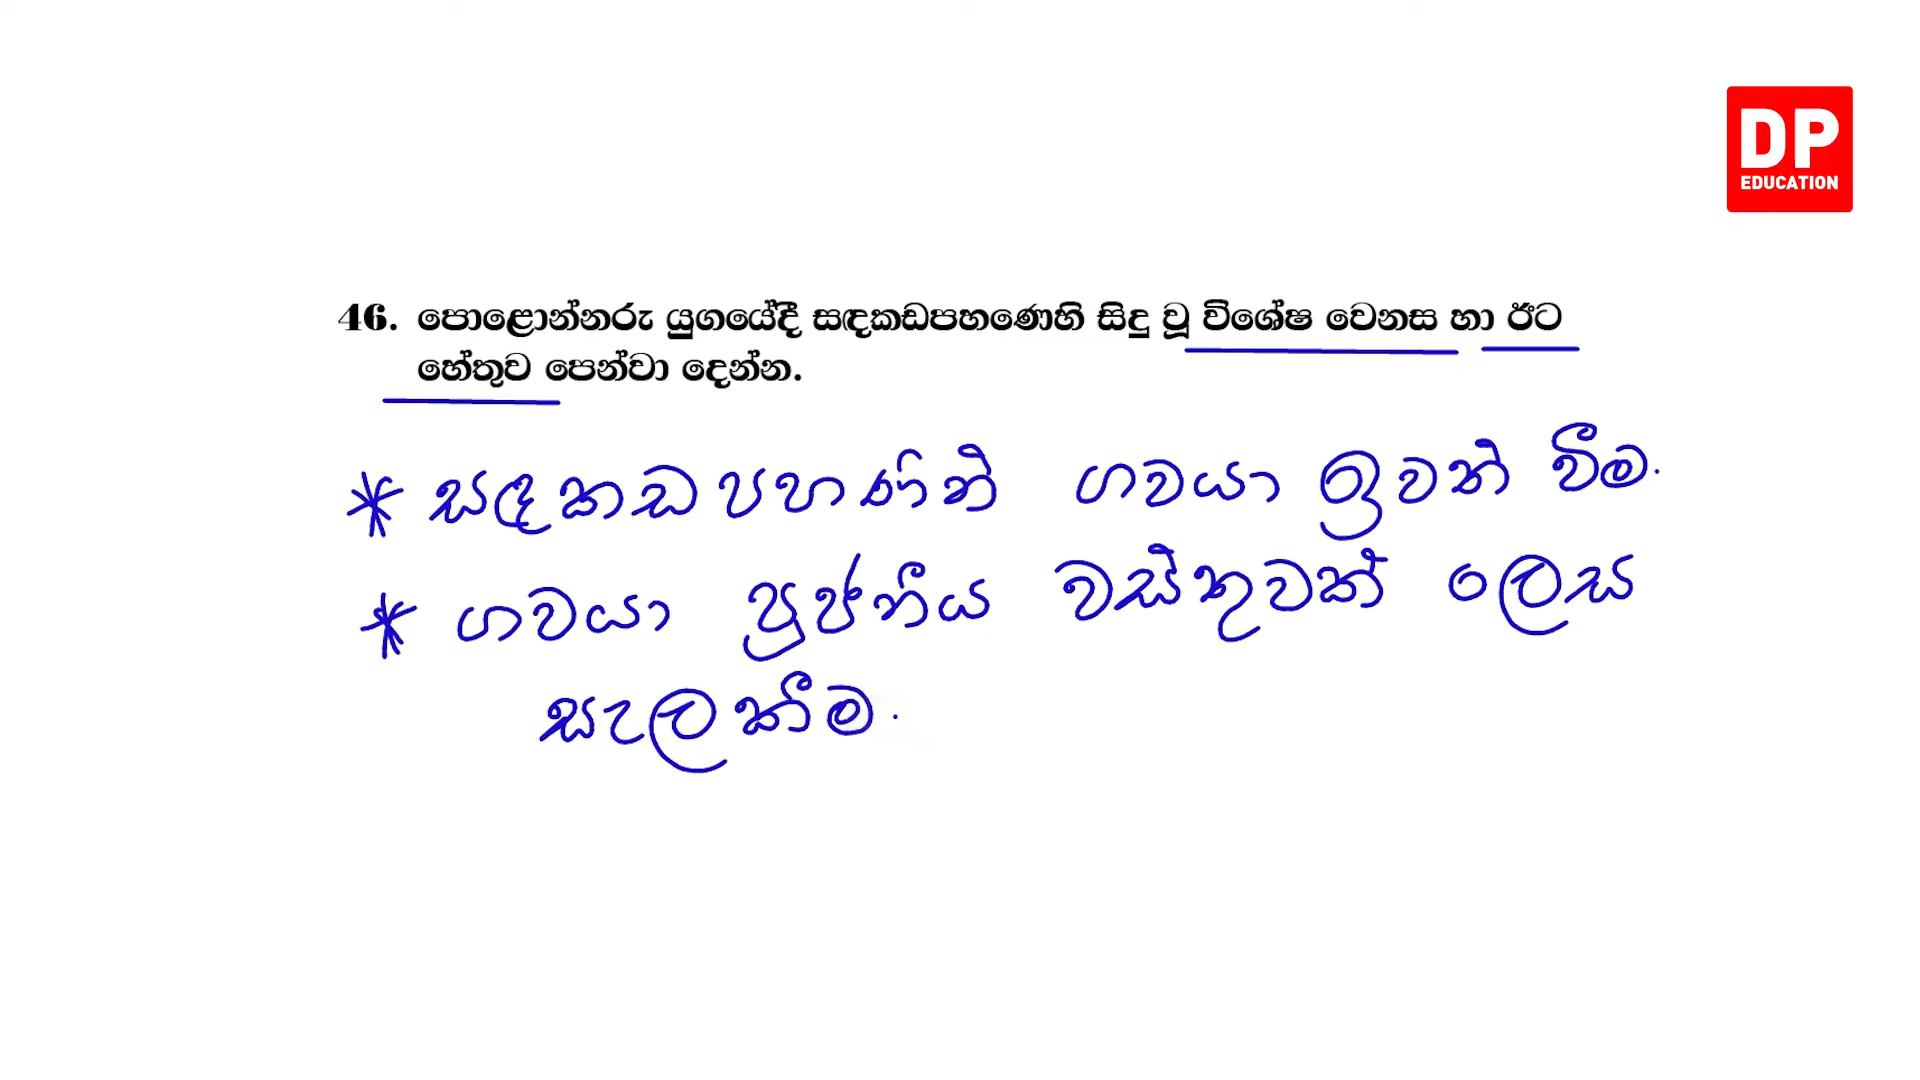 DP
EDUCATION
46. පොළොන්නරු යුගයේදී සඳකඩපහණෙහි සිදු වූ විශේෂ වෙනස හා ඊට
හේතුව පෙන්වා දෙන්න.
* සඳකඩපහණින් ගවයා ඉවත් වීම.
* ගවයා පුජනීය වස්තුවක් ලෙස
සැලකීම.